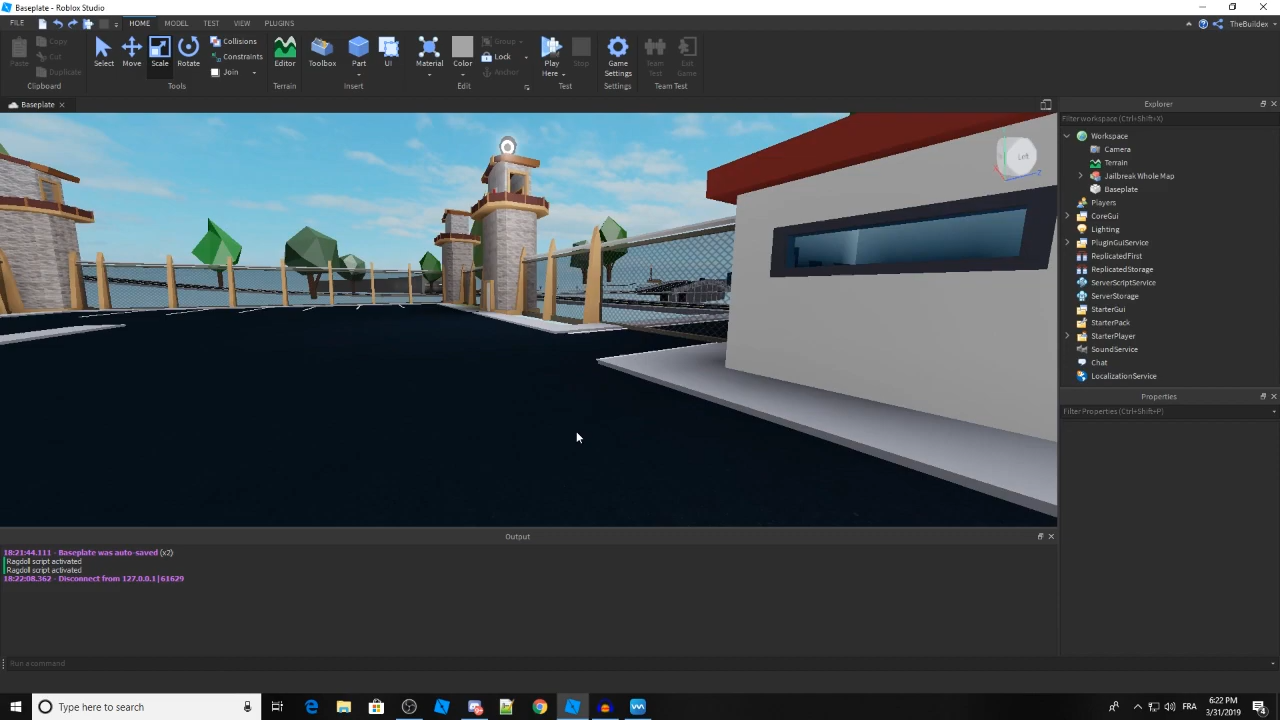 Baseplate - Roblox Studio
FILE HOME MODEL TEST VIEW PLUGINS TheBuildex
Paste Copy Cut Duplicate Select Move Scale Rotate Collisions Constraints Join Editor Toolbox Part UI Material Color Group Lock Anchor Play Here Stop Game Settings Team Test Exit Game
Clipboard Tools Terrain Insert Edit Test Settings Team Test
Baseplate
Explorer
Filter workspace (Ctrl+Shift+X)
Workspace
Camera
Left
Terrain
Jailbreak Whole Map
Baseplate
Players
CoreGui
Lighting
PluginGuiService
ReplicatedFirst
ReplicatedStorage
ServerScriptService
ServerStorage
StarterGui
StarterPack
StarterPlayer
SoundService
Chat
LocalizationService
Properties
Filter Properties (Ctrl+Shift+P)
Output
18:21:44.111 - Baseplate was auto-saved (x2)
Ragdoll script activated
Ragdoll script activated
18:22:08.362 - Disconnect from 127.0.0.1|61629
Run a command
Type here to search
FRA
6:22 PM
3/31/2019